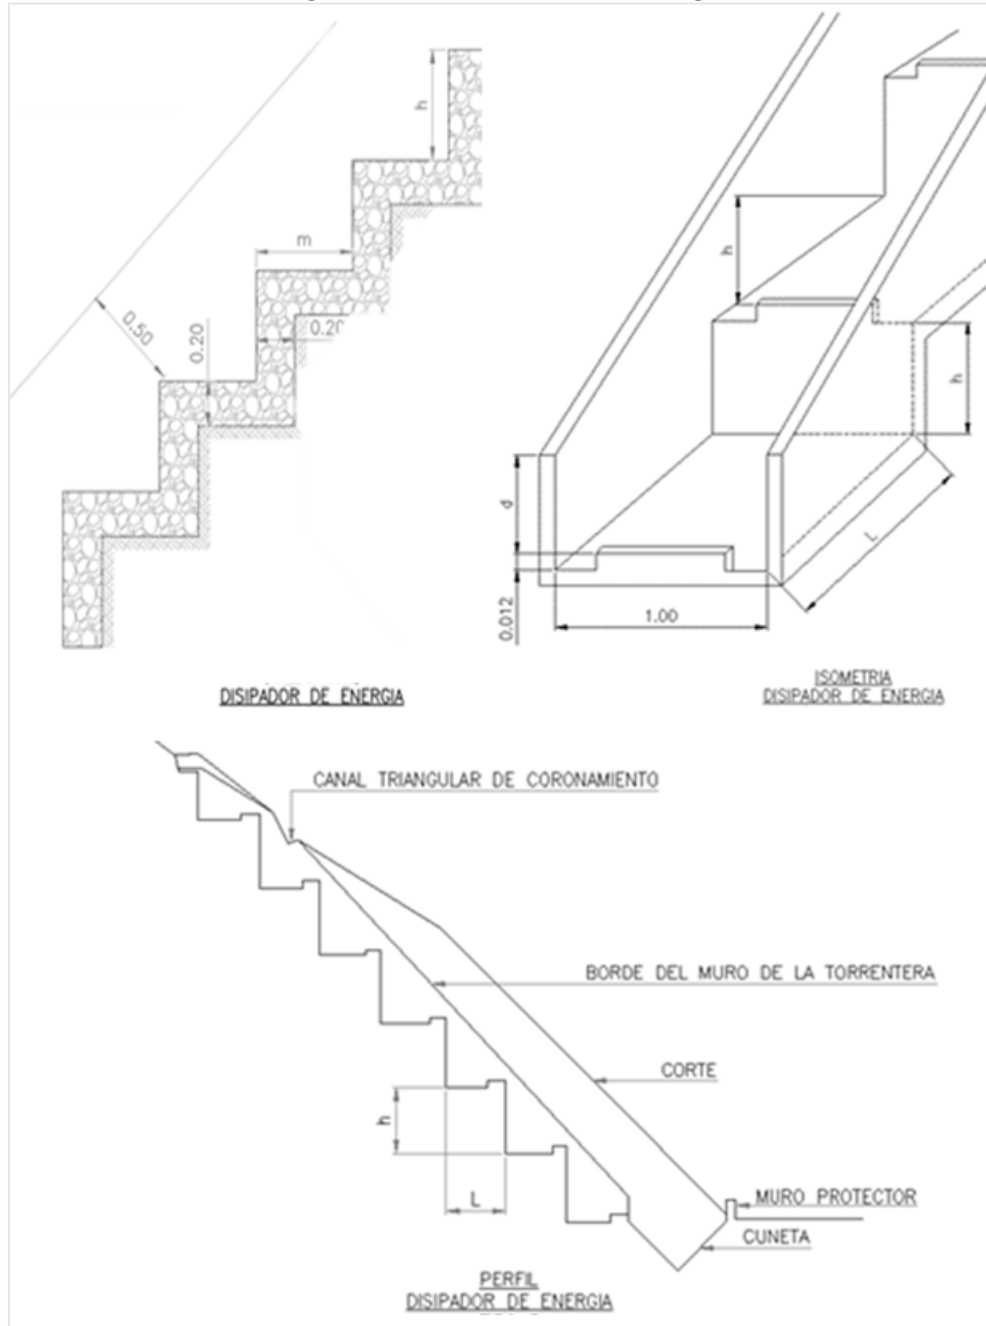 h
m
0.50
0.20
0.20
DISIPADOR DE ENERGIA
h
h
d
L
0.012
1.00
ISOMETRIA
DISIPADOR DE ENERGIA
CANAL TRIANGULAR DE CORONAMIENTO
BORDE DEL MURO DE LA TORRENTERA
CORTE
h
L
MURO PROTECTOR
CUNETA
PERFIL
DISIPADOR DE ENERGIA